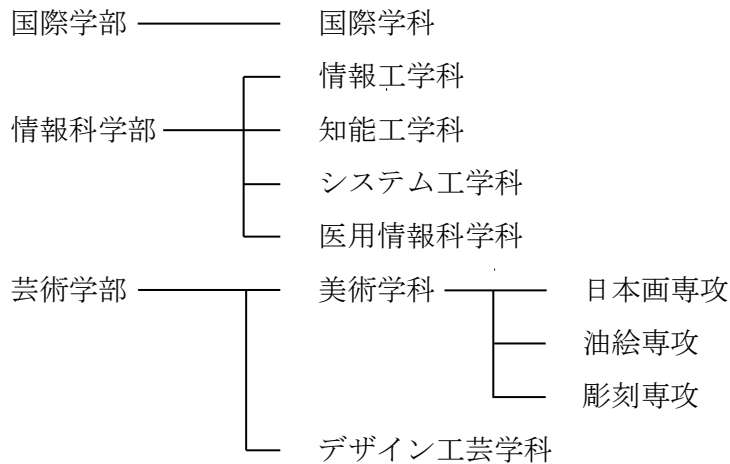 国際学部 国際学科
情報工学科
情報科学部 知能工学科
システム工学科
医用情報科学科
芸術学部 美術学科 日本画専攻
油絵専攻
彫刻専攻
デザイン工芸学科